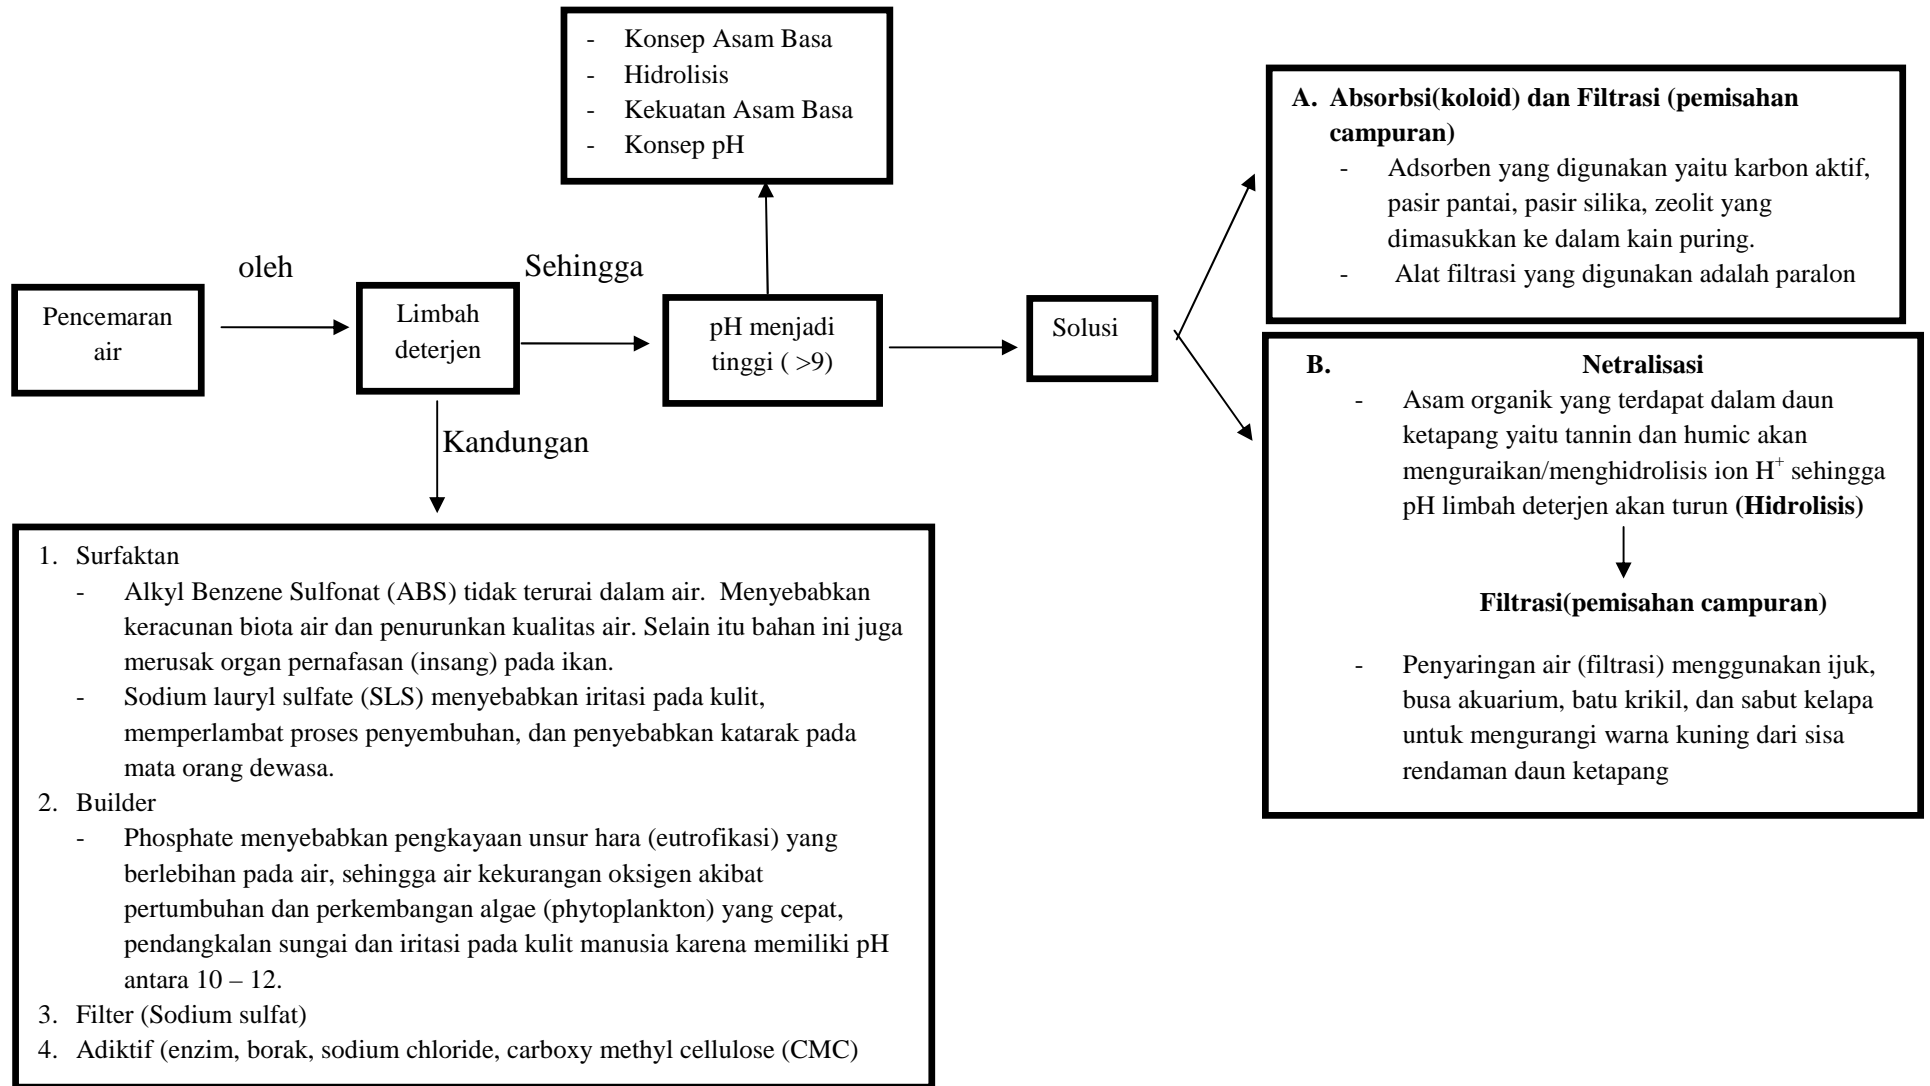 - Konsep Asam Basa
- Hidrolisis
- Kekuatan Asam Basa
- Konsep pH
Pencemaran
air
oleh
Limbah
deterjen
Sehingga
pH menjadi
tinggi ( >9)
Solusi
Kandungan
A. Absorbsi(koloid) dan Filtrasi (pemisahan
campuran)
- Adsorben yang digunakan yaitu karbon aktif,
pasir pantai, pasir silika, zeolit yang
dimasukkan ke dalam kain puring.
- Alat filtrasi yang digunakan adalah paralon
B. Netralisasi
- Asam organik yang terdapat dalam daun
ketapang yaitu tannin dan humic akan
menguraikan/menghidrolisis ion H⁺ sehingga
pH limbah deterjen akan turun (Hidrolisis)
Filtrasi(pemisahan campuran)
- Penyaringan air (filtrasi) menggunakan ijuk,
busa akuarium, batu krikil, dan sabut kelapa
untuk mengurangi warna kuning dari sisa
rendaman daun ketapang
1. Surfaktan
- Alkyl Benzene Sulfonat (ABS) tidak terurai dalam air. Menyebabkan
keracunan biota air dan penurunkan kualitas air. Selain itu bahan ini juga
merusak organ pernafasan (insang) pada ikan.
- Sodium lauryl sulfate (SLS) menyebabkan iritasi pada kulit,
memperlambat proses penyembuhan, dan penyebabkan katarak pada
mata orang dewasa.
2. Builder
- Phosphate menyebabkan pengkayaan unsur hara (eutrofikasi) yang
berlebihan pada air, sehingga air kekurangan oksigen akibat
pertumbuhan dan perkembangan algae (phytoplankton) yang cepat,
pendangkalan sungai dan iritasi pada kulit manusia karena memiliki pH
antara 10 – 12.
3. Filter (Sodium sulfat)
4. Adiktif (enzim, borak, sodium chloride, carboxy methyl cellulose (CMC)